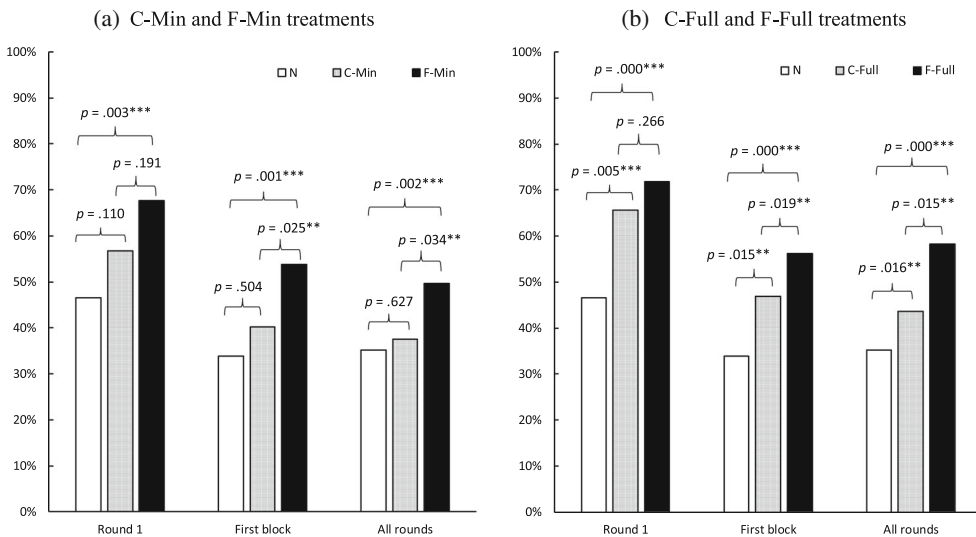 (a) C-Min and F-Min treatments
100%
90%
80%
70%
60%
50%
40%
30%
20%
10%
0%
N C-Min F-Min
p = .003***
p = .191
p = .110
p = .001***
p = .025**
p = .504
p = .002***
p = .034**
p = .627
Round 1 First block All rounds
(b) C-Full and F-Full treatments
100%
90%
80%
70%
60%
50%
40%
30%
20%
10%
0%
N C-Full F-Full
p = .000***
p = .266
p = .005***
p = .000***
p = .019**
p = .015**
p = .000***
p = .015**
p = .016**
Round 1 First block All rounds